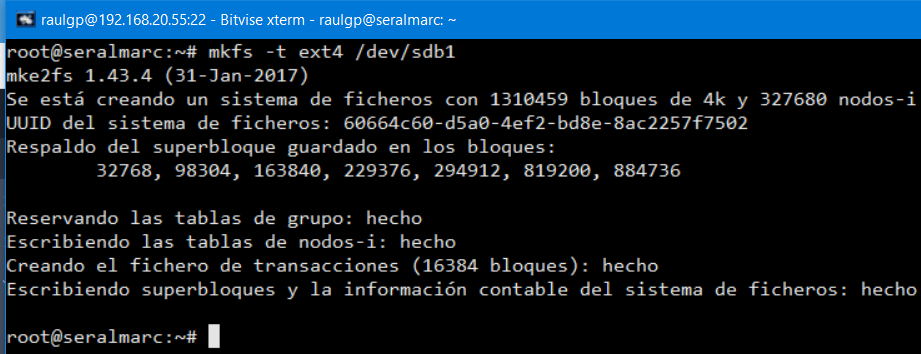 raulgp@192.168.20.55:22 - Bitvise xterm - raulgp@seralmarc: ~
root@seralmarc:~# mkfs -t ext4 /dev/sdb1
mke2fs 1.43.4 (31-Jan-2017)
Se está creando un sistema de ficheros con 1310459 bloques de 4k y 327680 nodos-i
UUID del sistema de ficheros: 60664c60-d5a0-4ef2-bd8e-8ac2257f7502
Respaldo del superbloque guardado en los bloques:
32768, 98304, 163840, 229376, 294912, 819200, 884736
Reservando las tablas de grupo: hecho
Escribiendo las tablas de nodos-i: hecho
Creando el fichero de transacciones (16384 bloques): hecho
Escribiendo superbloques y la información contable del sistema de ficheros: hecho
root@seralmarc:~#